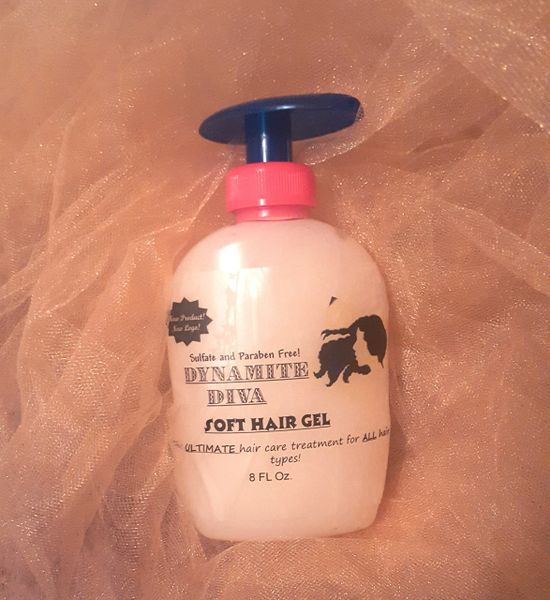 New Product!
New Logo!
Sulfate and Paraben Free!
DYNAMITE
DIVA
SOFT HAIR GEL
ULTIMATE hair care treatment for ALL hair
types!
8 FL Oz.